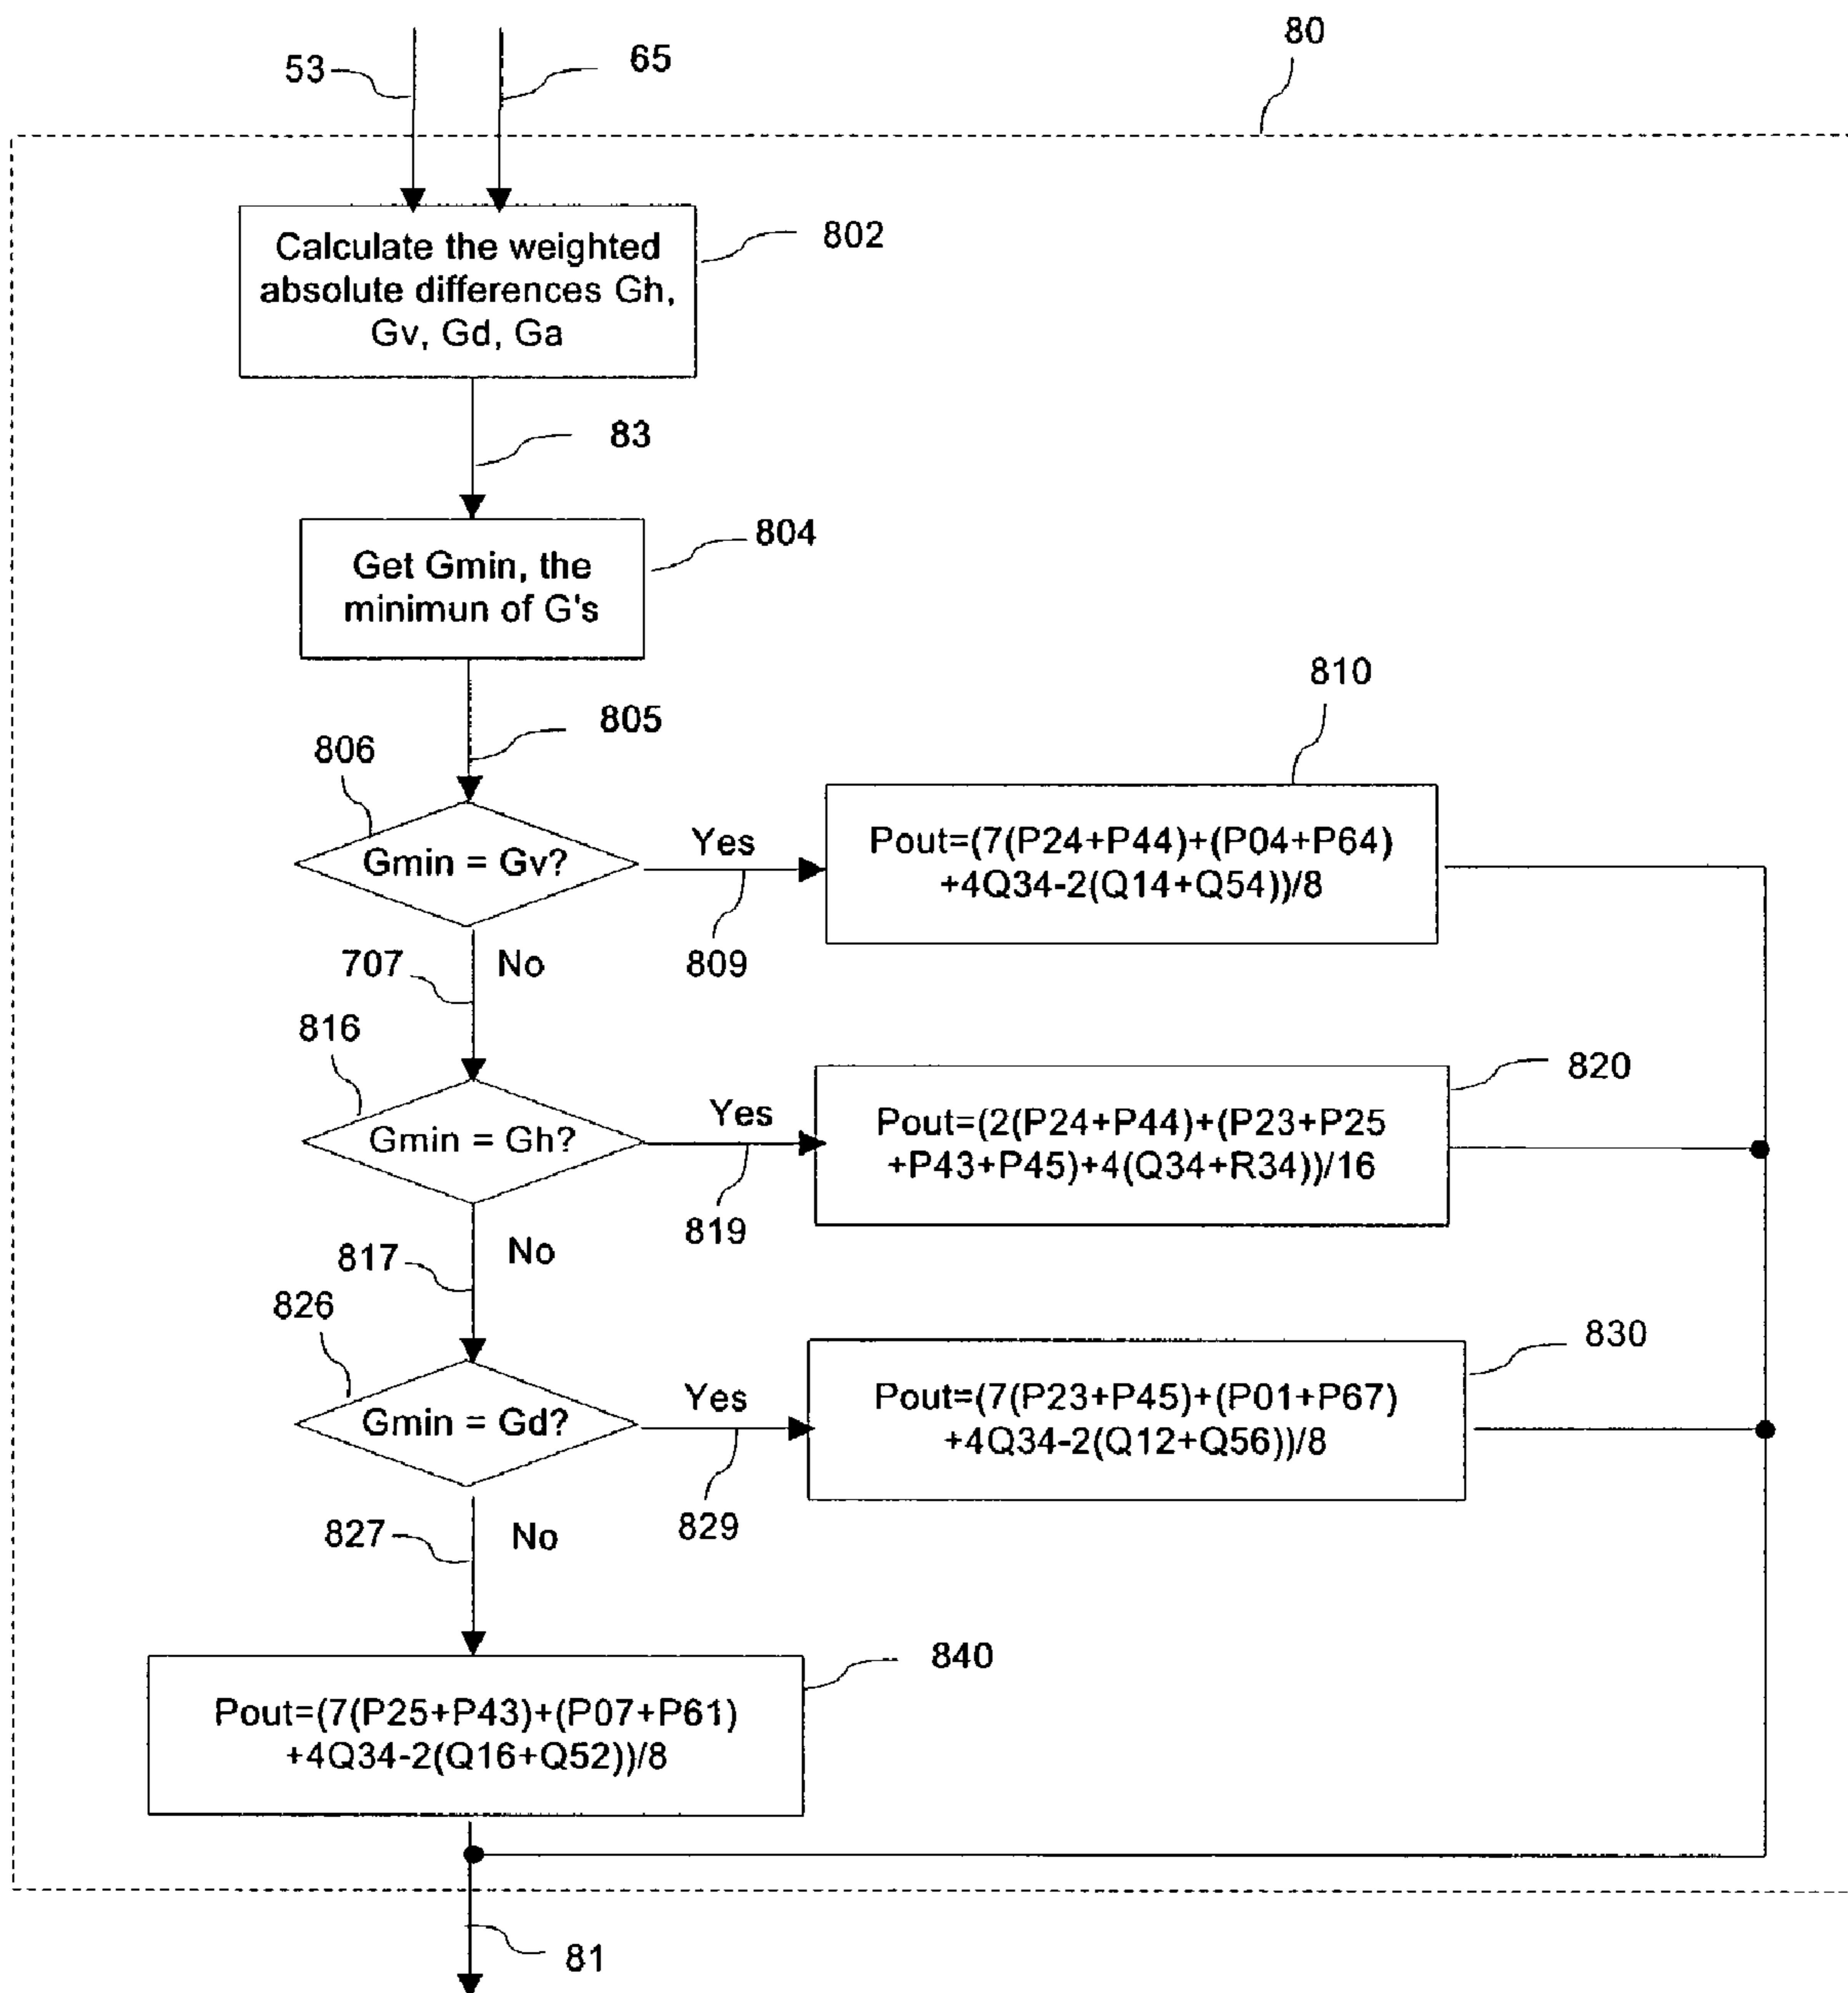 80
53
65
Calculate the weighted
absolute differences Gh,
Gv, Gd, Ga
802
83
Get Gmin, the
minimun of G's
804
805
806
Gmin = Gv?
Yes
809
810
Pout=(7(P24+P44)+(P04+P64)
+4Q34-2(Q14+Q54))/8
707
No
816
Gmin = Gh?
Yes
819
820
Pout=(2(P24+P44)+(P23+P25
+P43+P45)+4(Q34+R34))/16
817
No
826
Gmin = Gd?
Yes
829
830
Pout=(7(P23+P45)+(P01+P67)
+4Q34-2(Q12+Q56))/8
827
No
840
Pout=(7(P25+P43)+(P07+P61)
+4Q34-2(Q16+Q52))/8
81